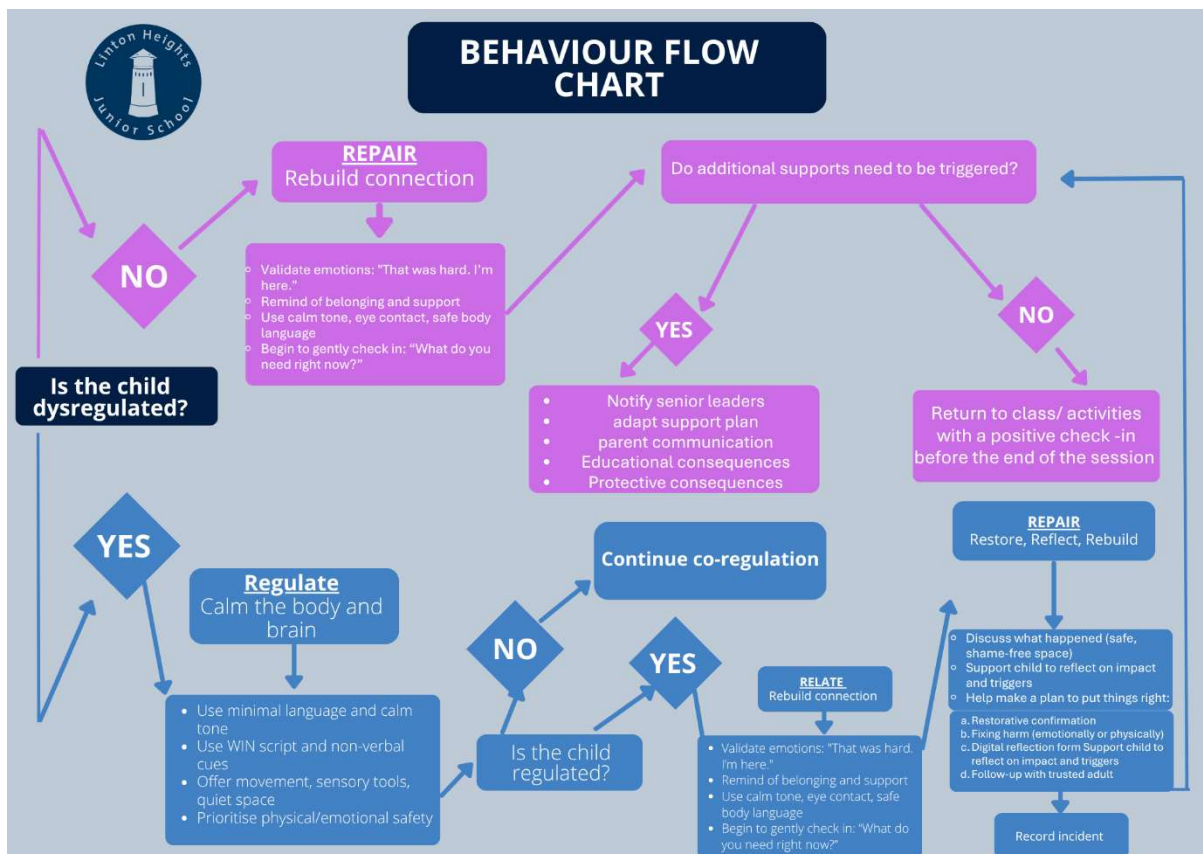 Linton Heights
Junior School
BEHAVIOUR FLOW
CHART
REPAIR
Rebuild connection
Do additional supports need to be triggered?
NO
Validate emotions: "That was hard. I'm
here."
Remind of belonging and support
Use calm tone, eye contact, safe body
language
Begin to gently check in: “What do you
need right now?”
YES
NO
Is the child
dysregulated?
Notify senior leaders
adapt support plan
parent communication
Educational consequences
Protective consequences
Return to class/ activities
with a positive check -in
before the end of the session
YES
Regulate
Calm the body and
brain
Use minimal language and calm
tone
Use WIN script and non-verbal
cues
Offer movement, sensory tools,
quiet space
Prioritise physical/emotional safety
Is the child
regulated?
NO
Continue co-regulation
YES
RELATE
Rebuild connection
Validate emotions: "That was hard.
I'm here."
Remind of belonging and support
Use calm tone, eye contact, safe
body language
Begin to gently check in: “What do
you need right now?”
REPAIR
Restore, Reflect, Rebuild
Discuss what happened (safe,
shame-free space)
Support child to reflect on impact
and triggers
Help make a plan to put things right:
a. Restorative confirmation
b. Fixing harm (emotionally or physically)
c. Digital reflection form Support child to
reflect on impact and triggers
d. Follow-up with trusted adult
Record incident